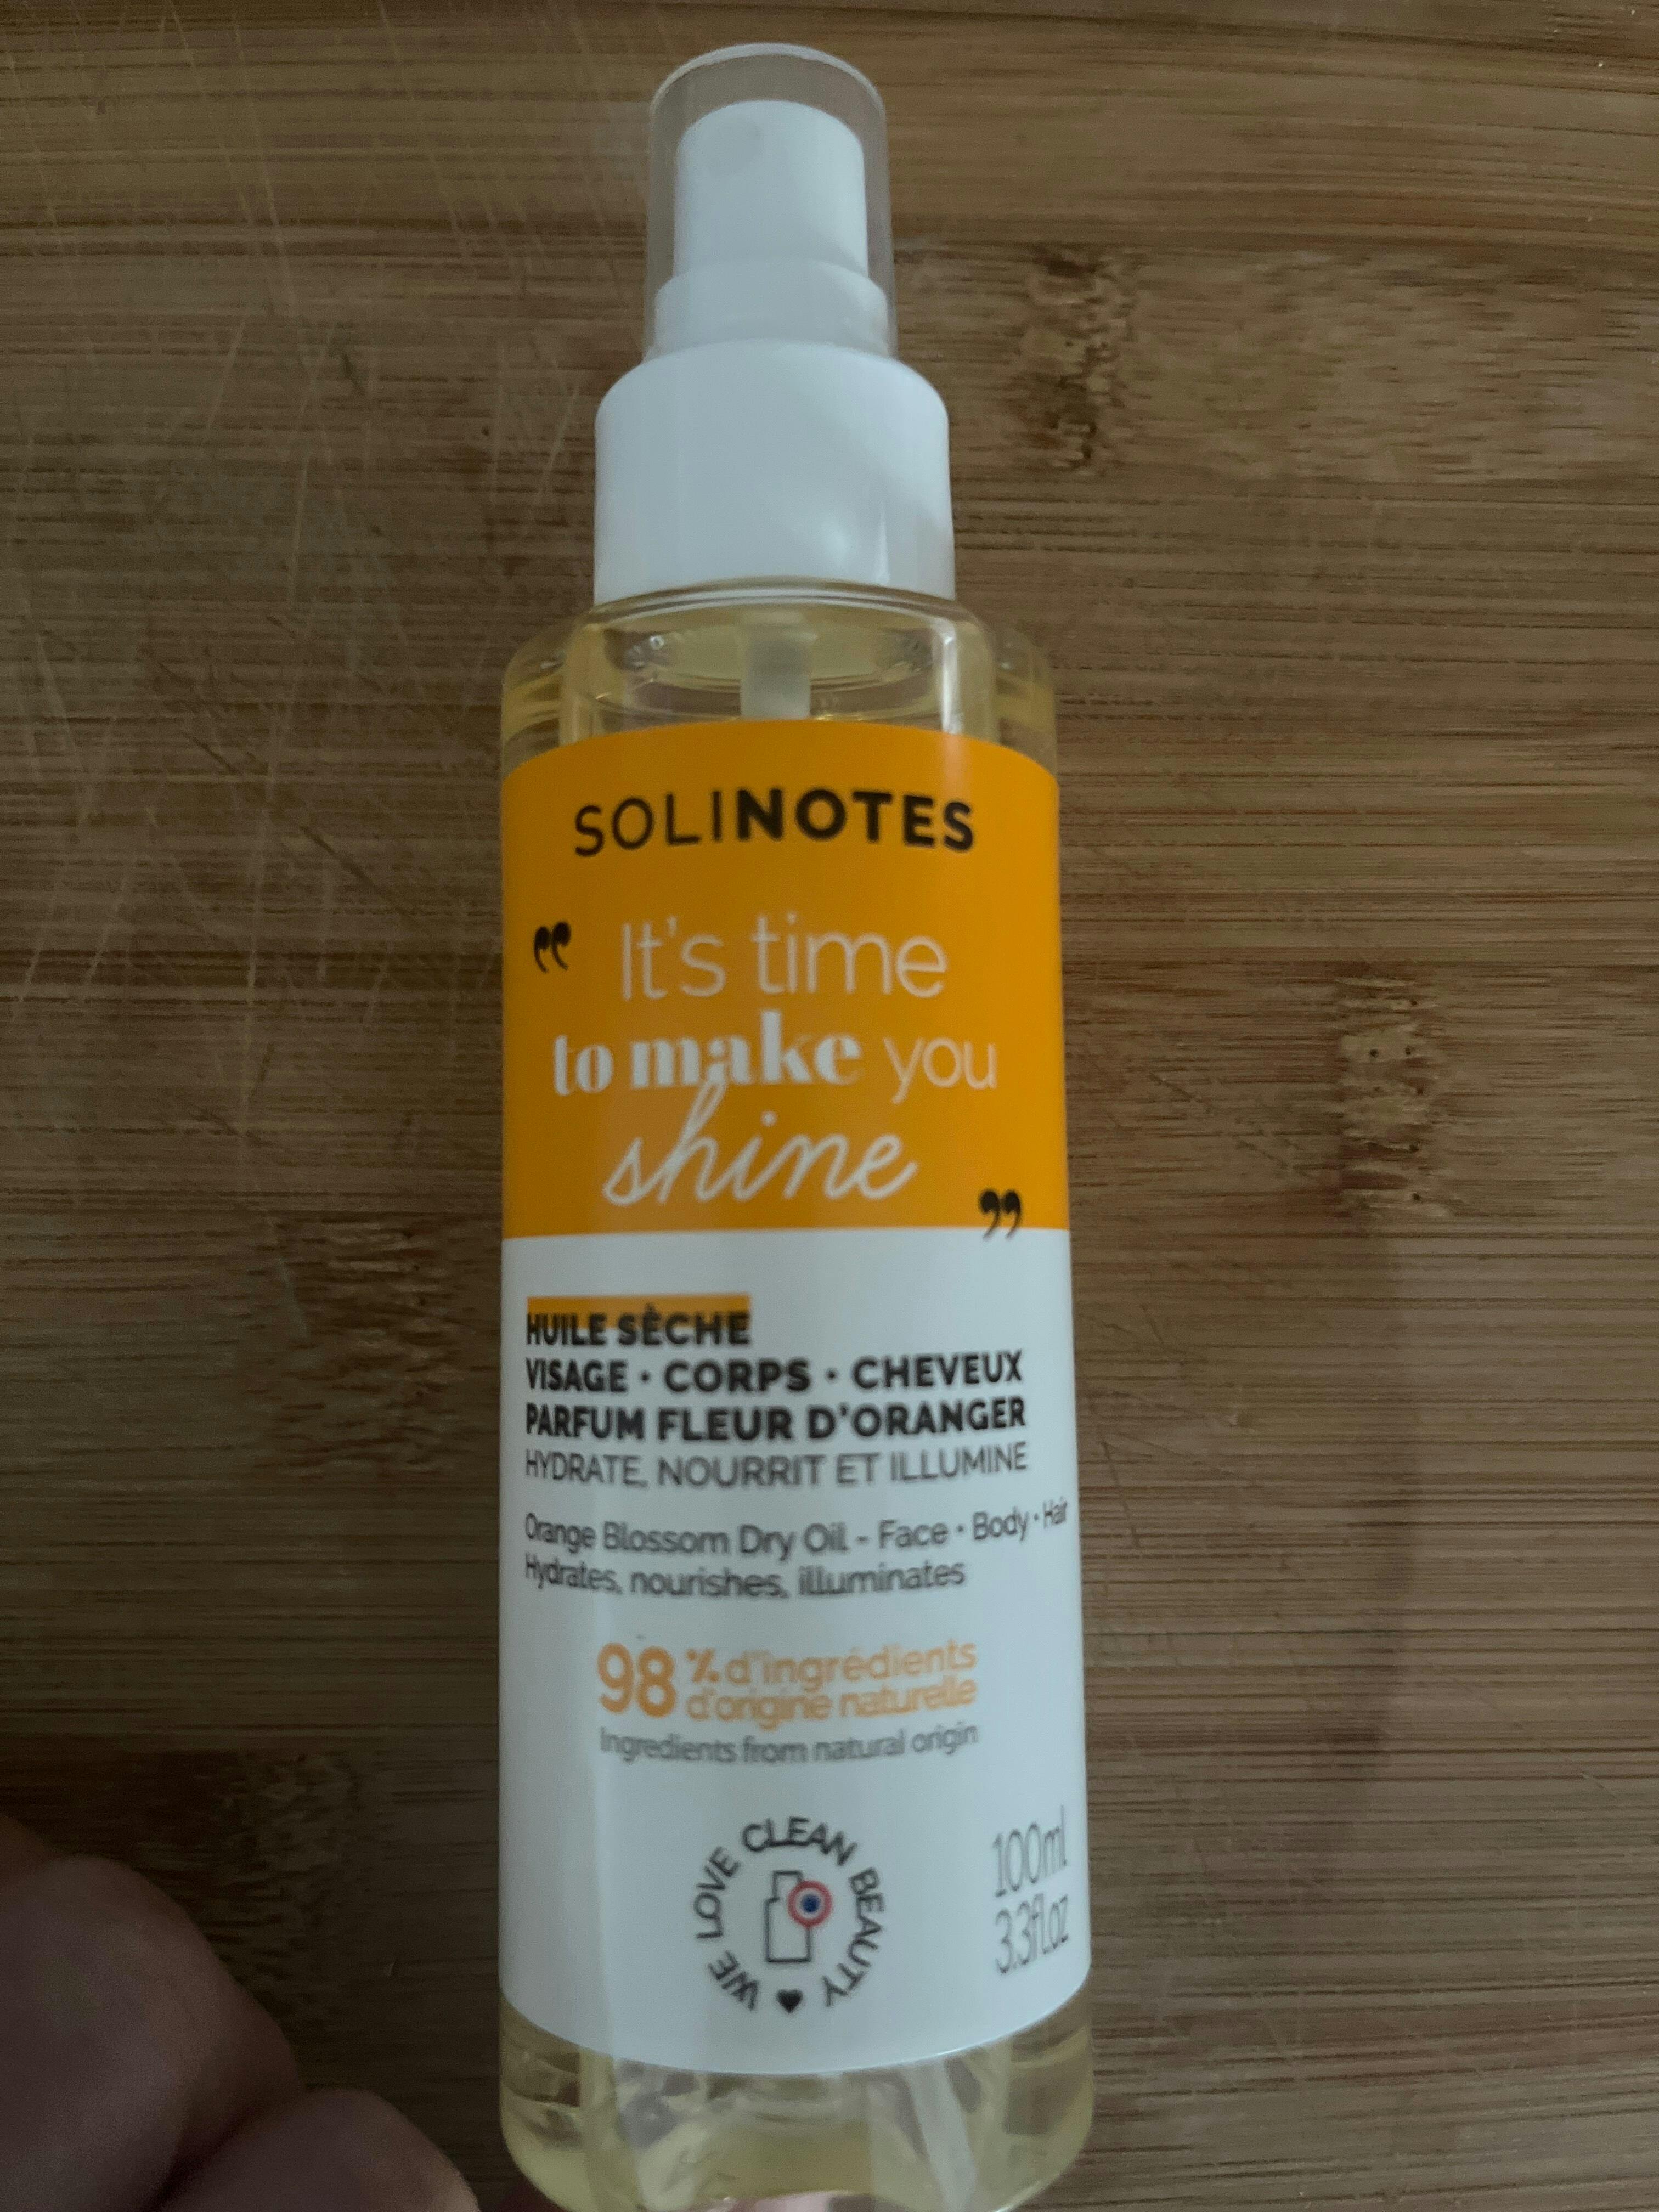 SOLINOTES
“ It's time
to make you
shine ”
HUILE SÈCHE
VISAGE • CORPS • CHEVEUX
PARFUM FLEUR D'ORANGER
HYDRATE, NOURRIT ET ILLUMINE
Orange Blossom Dry Oil - Face • Body • Hair
Hydrates, nourishes, illuminates
98 % d'ingrédients
d'origine naturelle
Ingredients from natural origin
WE LOVE CLEAN BEAUTY ♥
100ml
3.3fl.oz